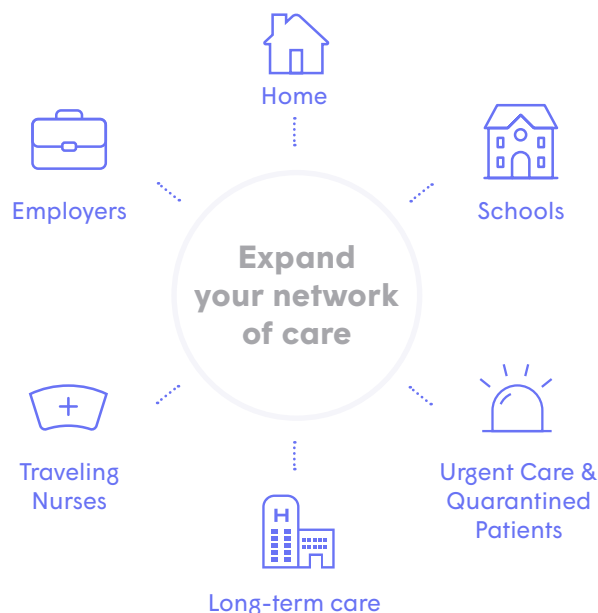 Home
Employers
Schools
Expand
your network
of care
Traveling
Nurses
Urgent Care &
Quarantined
Patients
H
Long-term care